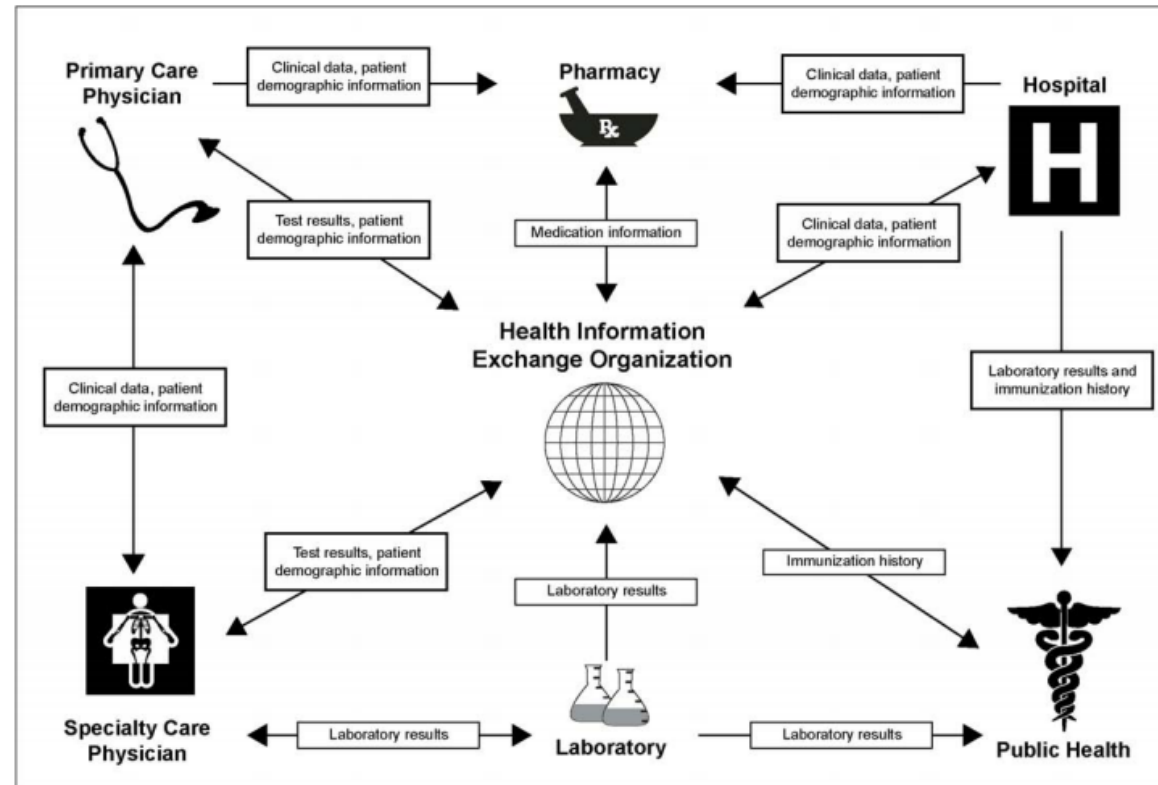 Primary Care
Physician
Clinical data, patient
demographic information
Pharmacy
Rx
Clinical data, patient
demographic information
Hospital
H
Test results, patient
demographic information
Medication information
Clinical data, patient
demographic information
Health Information
Exchange Organization
Clinical data, patient
demographic information
Laboratory results and
immunization history
Test results, patient
demographic information
Laboratory results
Immunization history
Specialty Care
Physician
Laboratory results
Laboratory
Laboratory results
Public Health